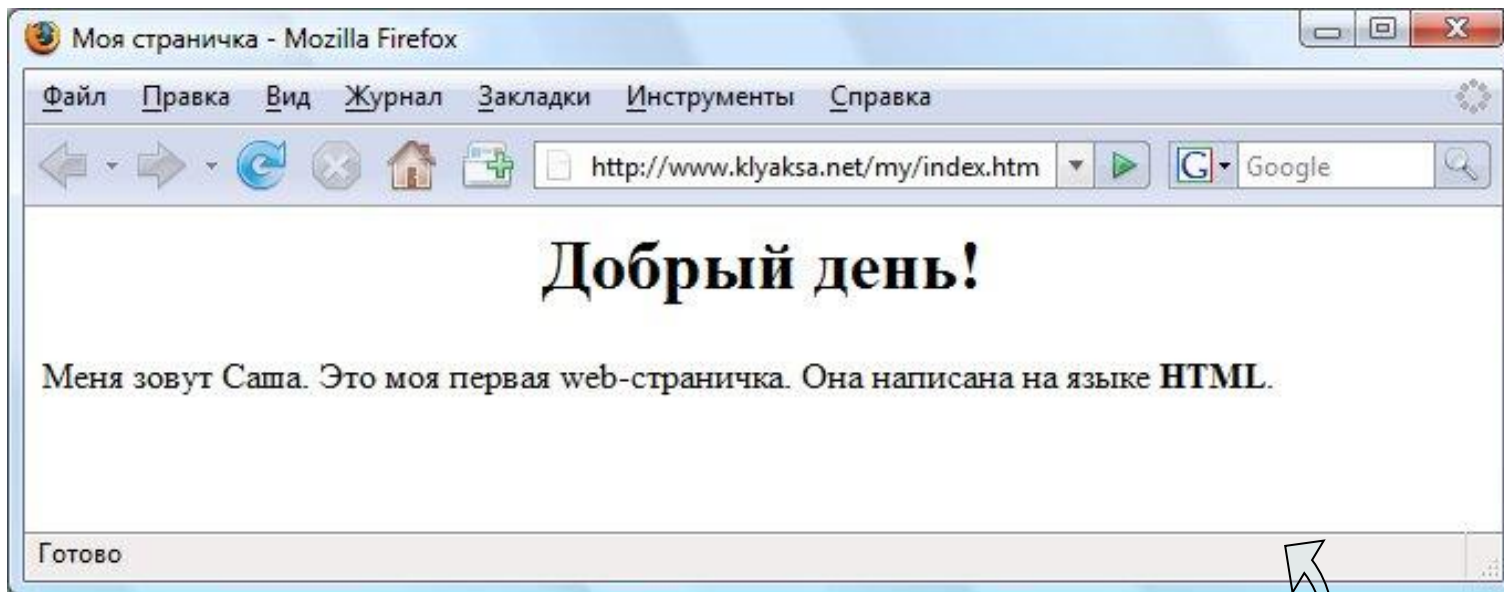 Моя страничка - Mozilla Firefox
Файл Правка Вид Журнал Закладки Инструменты Справка
http://www.klyaksa.net/my/index.htm G Google
Добрый день!
Меня зовут Саша. Это моя первая web-страничка. Она написана на языке HTML.
Готово